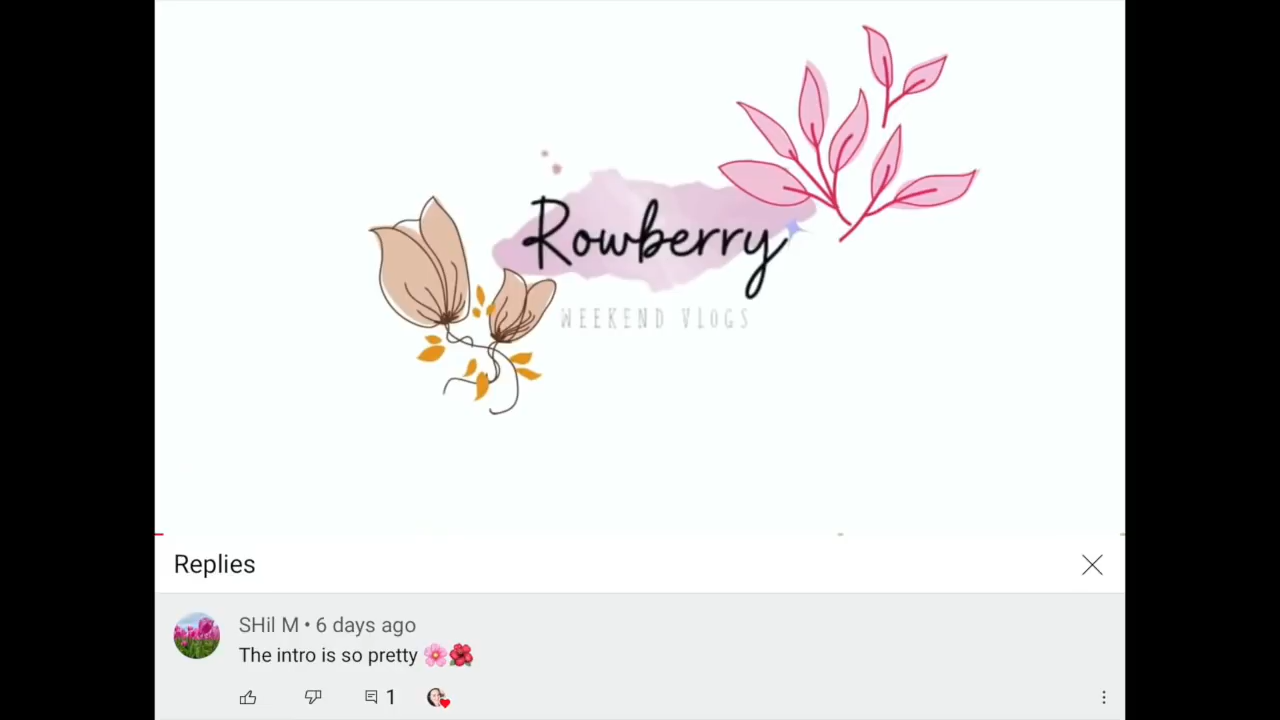 Rowberry
WEEKEND VLOGS
Replies
SHil M • 6 days ago
The intro is so pretty 🌸🌺
1